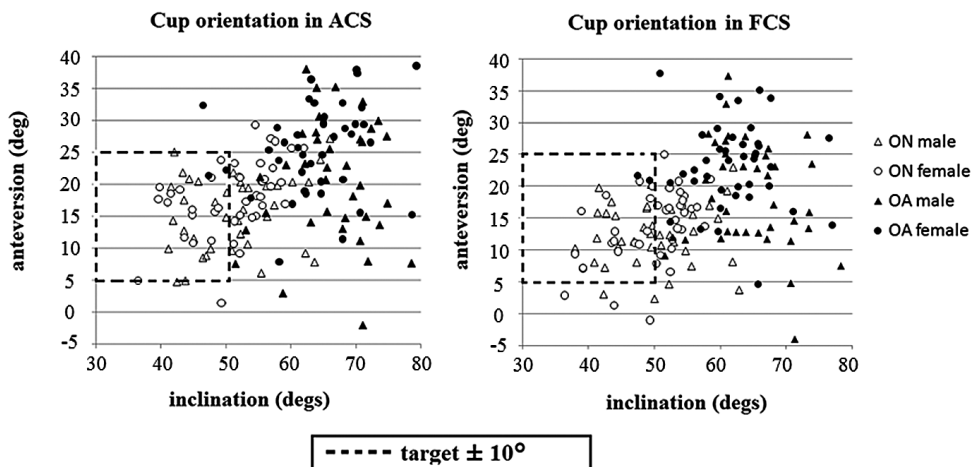 Cup orientation in ACS
Cup orientation in FCS
anteversion (deg)
40
35
30
25
20
15
10
5
0
-5
30 40 50 60 70 80
inclination (degs)
anteversion (deg)
40
35
30
25
20
15
10
5
0
-5
30 40 50 60 70 80
inclination (degs)
ON male
ON female
OA male
OA female
target ± 10°